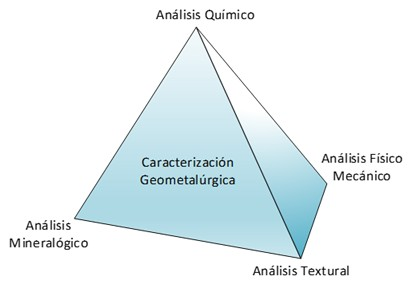 Análisis Químico
Caracterización
Geometalúrgica
Análisis Físico
Mecánico
Análisis
Mineralógico
Análisis Textural